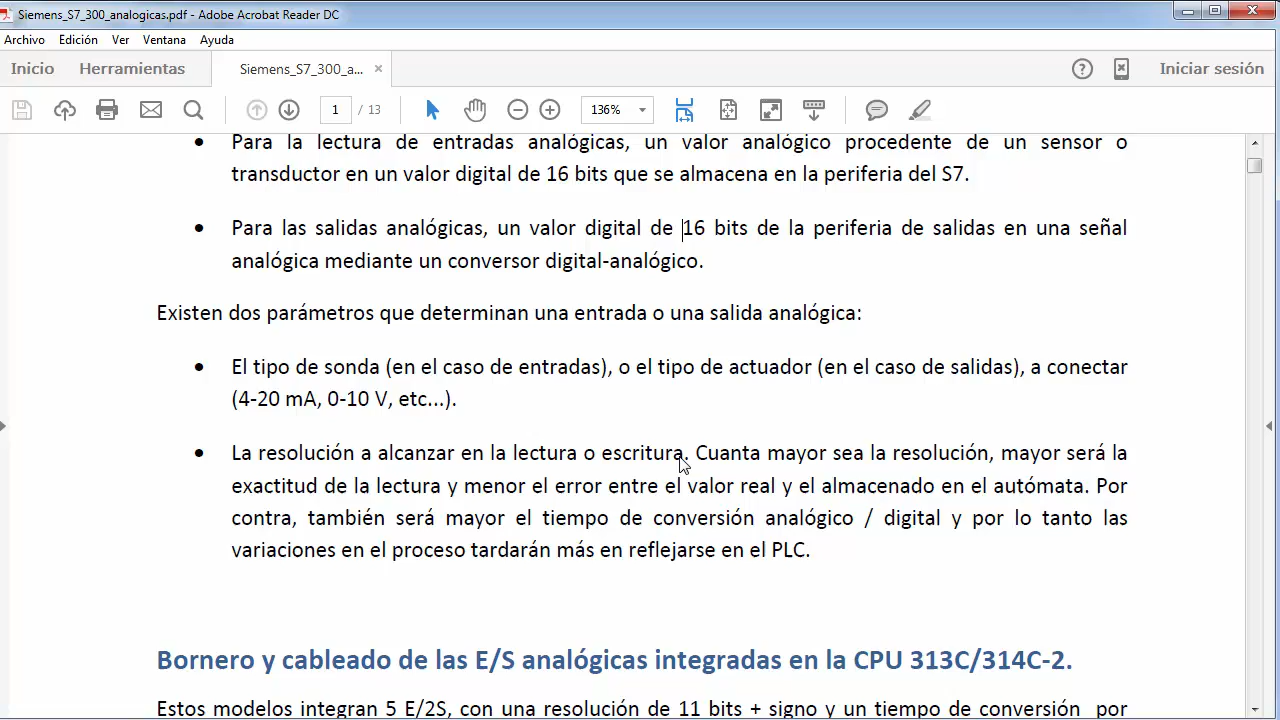 Siemens_S7_300_analogicas.pdf - Adobe Acrobat Reader DC
Archivo Edición Ver Ventana Ayuda
Inicio Herramientas Siemens_S7_300_a... × Iniciar sesión
1 / 13 136%
• Para la lectura de entradas analógicas, un valor analógico procedente de un sensor o
transductor en un valor digital de 16 bits que se almacena en la periferia del S7.
• Para las salidas analógicas, un valor digital de 16 bits de la periferia de salidas en una señal
analógica mediante un conversor digital-analógico.
Existen dos parámetros que determinan una entrada o una salida analógica:
• El tipo de sonda (en el caso de entradas), o el tipo de actuador (en el caso de salidas), a conectar
(4-20 mA, 0-10 V, etc...).
• La resolución a alcanzar en la lectura o escritura. Cuanta mayor sea la resolución, mayor será la
exactitud de la lectura y menor el error entre el valor real y el almacenado en el autómata. Por
contra, también será mayor el tiempo de conversión analógico / digital y por lo tanto las
variaciones en el proceso tardarán más en reflejarse en el PLC.
Bornero y cableado de las E/S analógicas integradas en la CPU 313C/314C-2.
Estos modelos integran 5 E/2S, con una resolución de 11 bits + signo y un tiempo de conversión por